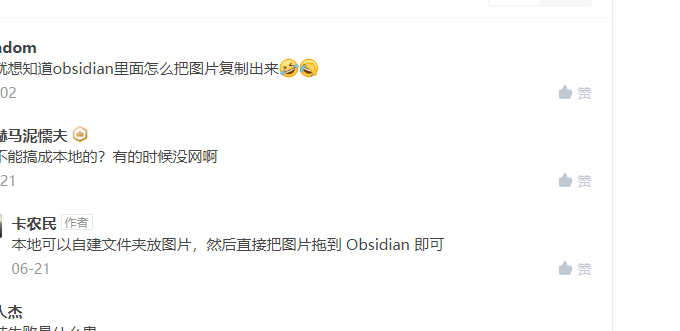 dom
就想知道obsidian里面怎么把图片复制出来🤣😂
02
赫马泥懦夫
不能搞成本地的？有的时候没网啊
21
赞
卡农民 作者
本地可以自建文件夹放图片，然后直接把图片拖到 Obsidian 即可
06-21 赞
人杰